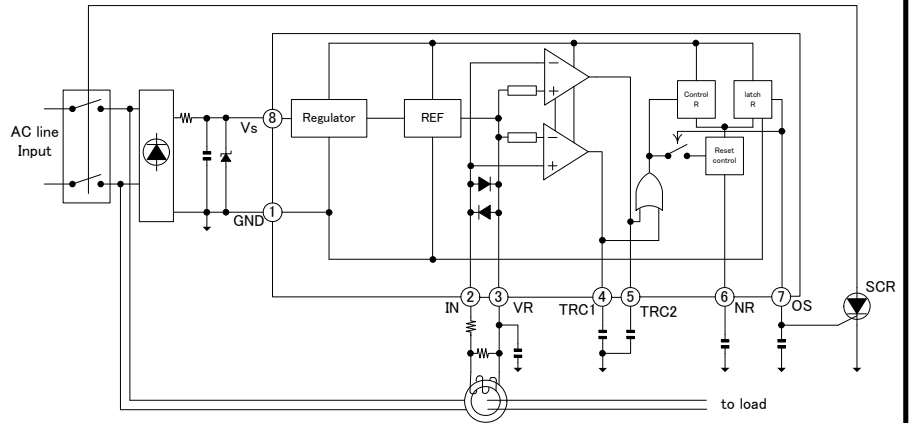 AC line
Input
8
Vs
Regulator
REF
Control
R
latch
R
Reset
control
1
GND
2
IN
3
VR
4
TRC1
5
TRC2
6
NR
7
OS
SCR
to load